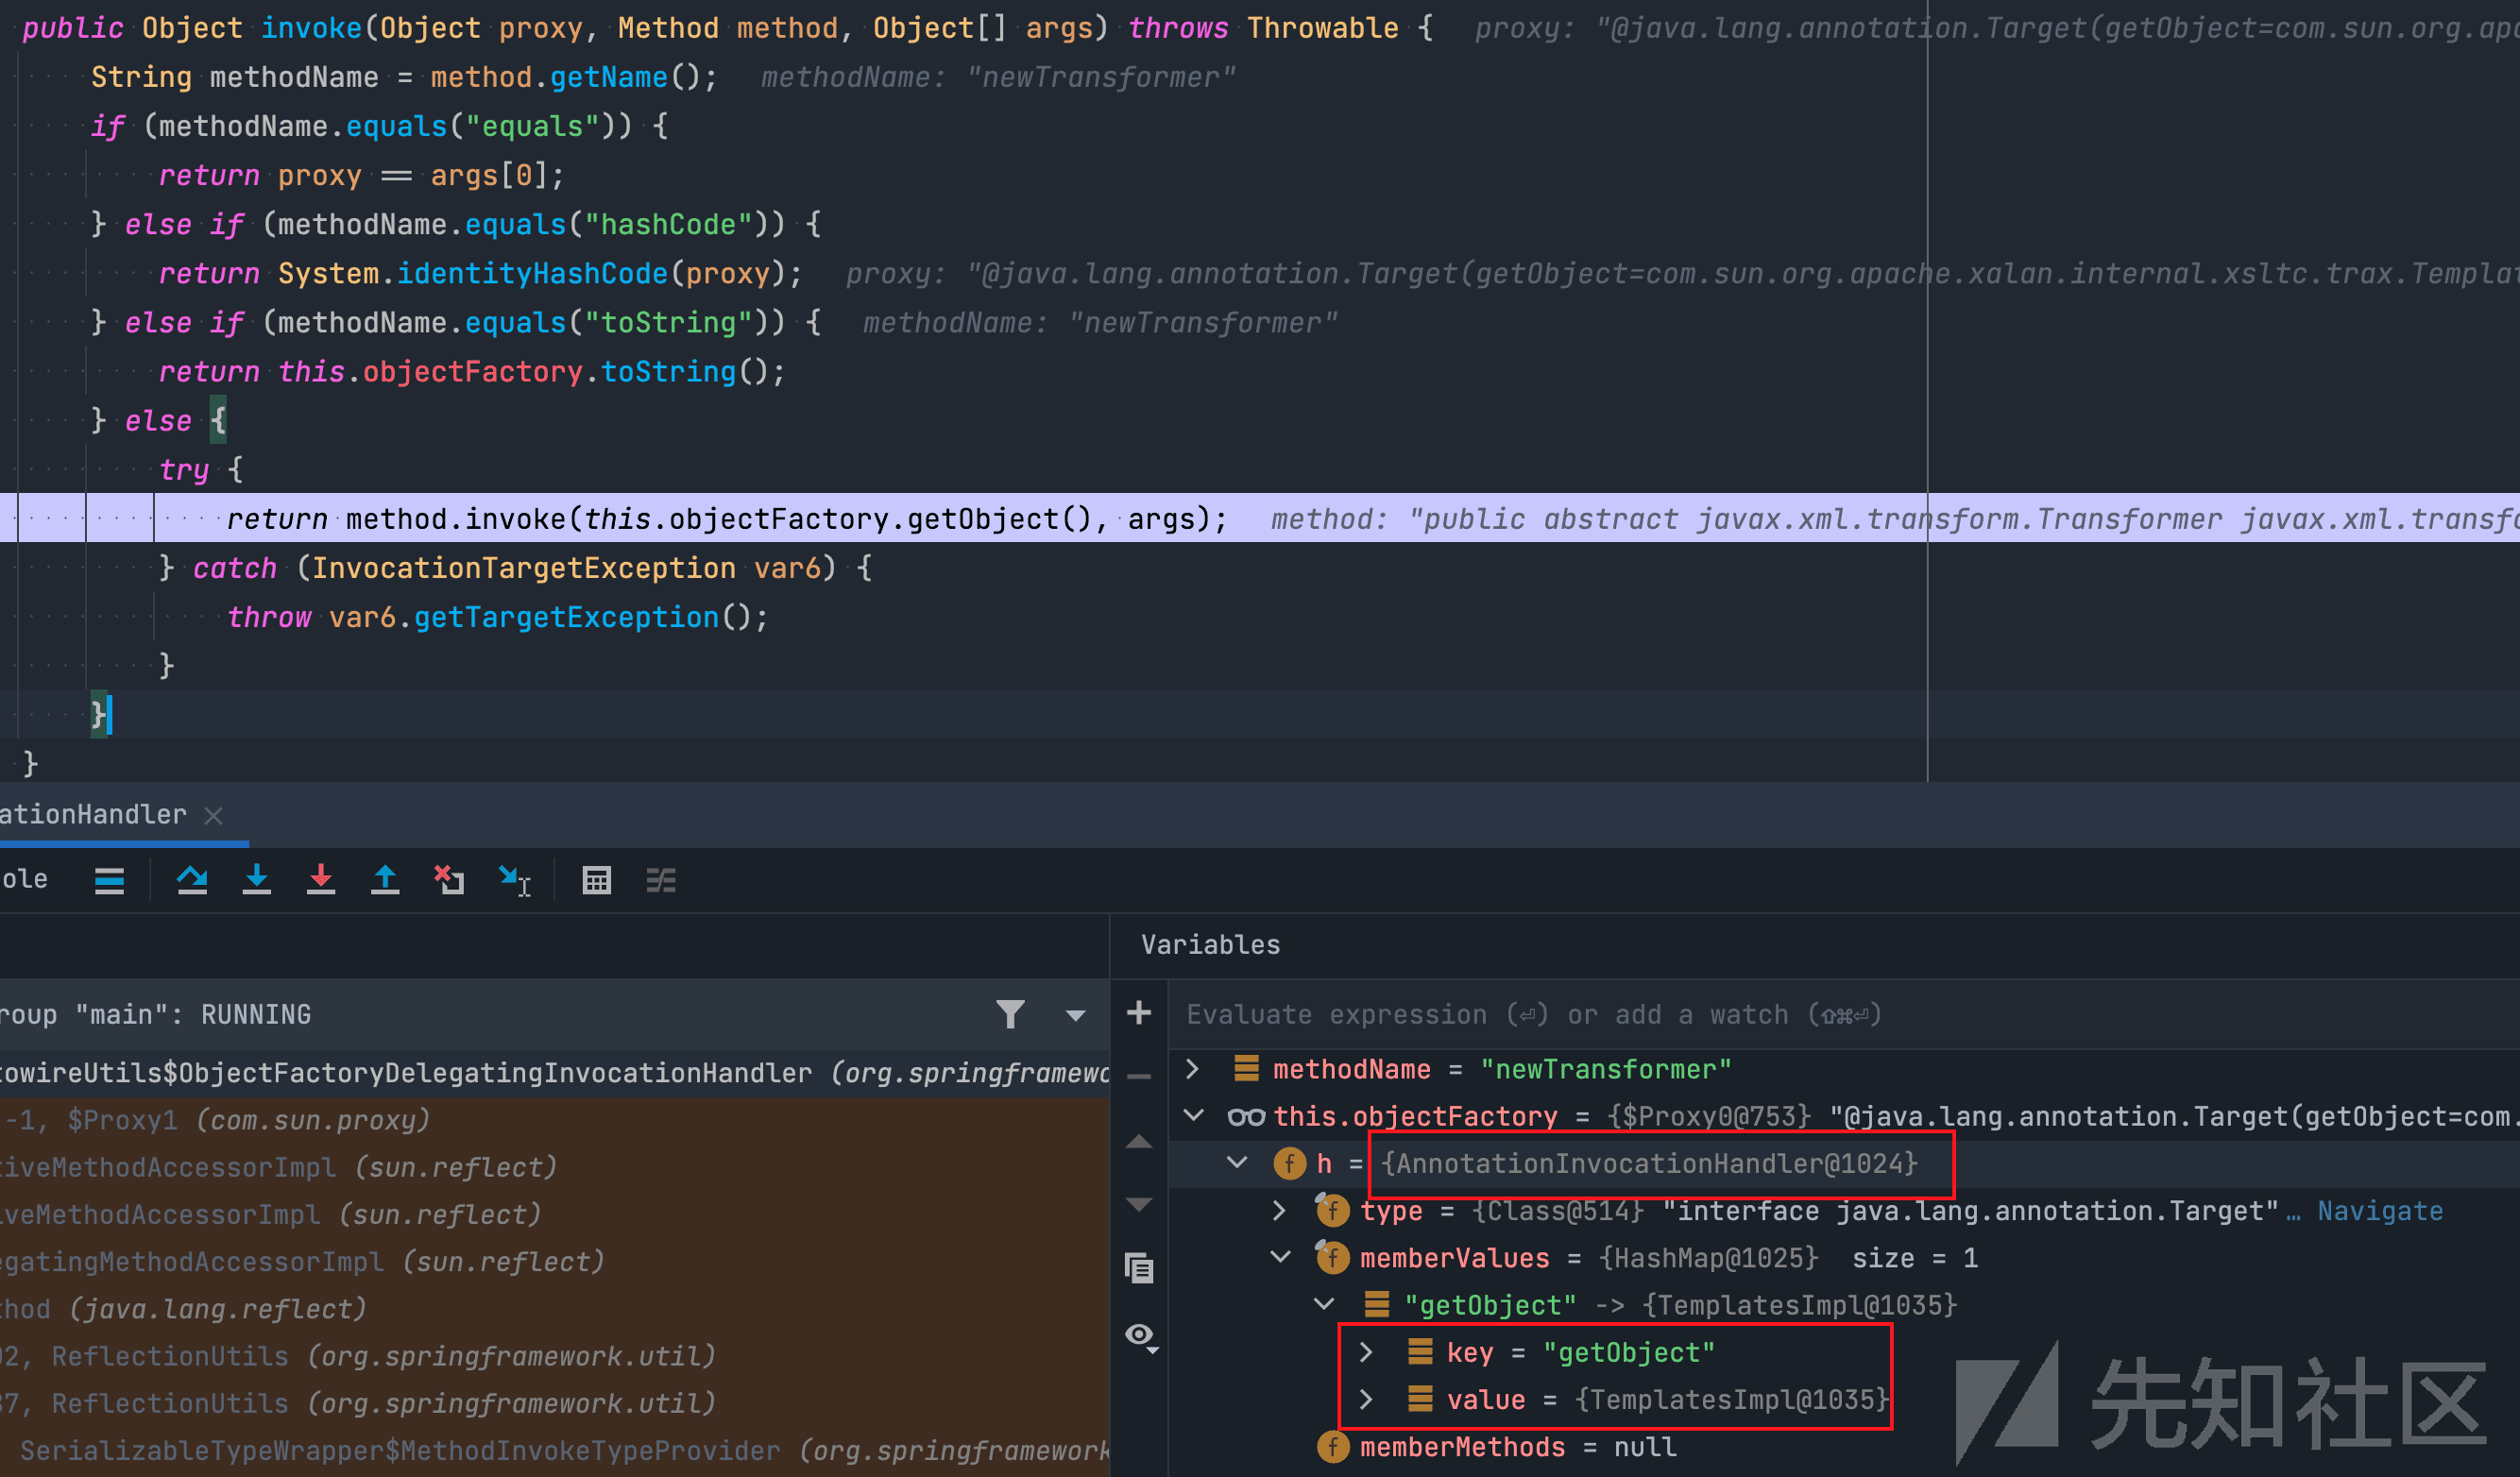 public Object invoke(Object proxy, Method method, Object[] args) throws Throwable {   proxy: "@java.lang.annotation.Target(getObject=com.sun.org.apa
String methodName = method.getName();   methodName: "newTransformer"
if (methodName.equals("equals")) {
return proxy == args[0];
} else if (methodName.equals("hashCode")) {
return System.identityHashCode(proxy);   proxy: "@java.lang.annotation.Target(getObject=com.sun.org.apache.xalan.internal.xsltc.trax.Templat
} else if (methodName.equals("toString")) {   methodName: "newTransformer"
return this.objectFactory.toString();
} else {
try {
return method.invoke(this.objectFactory.getObject(), args);   method: "public abstract javax.xml.transform.Transformer javax.xml.transfo
} catch (InvocationTargetException var6) {
throw var6.getTargetException();
}
}
}
ationHandler
ole
Variables
roup "main": RUNNING
Evaluate expression (⏎) or add a watch (⇧⌘⏎)
towireUtils$ObjectFactoryDelegatingInvocationHandler (org.springframewo
-1, $Proxy1 (com.sun.proxy)
tiveMethodAccessorImpl (sun.reflect)
iveMethodAccessorImpl (sun.reflect)
egatingMethodAccessorImpl (sun.reflect)
thod (java.lang.reflect)
02, ReflectionUtils (org.springframework.util)
87, ReflectionUtils (org.springframework.util)
SerializableTypeWrapper$MethodInvokeTypeProvider (org.springframework
methodName = "newTransformer"
this.objectFactory = {$Proxy0@753} "@java.lang.annotation.Target(getObject=com.
h = {AnnotationInvocationHandler@1024}
type = {Class@514} "interface java.lang.annotation.Target"… Navigate
memberValues = {HashMap@1025}  size = 1
"getObject" -> {TemplatesImpl@1035}
key = "getObject"
value = {TemplatesImpl@1035}
memberMethods = null
先知社区